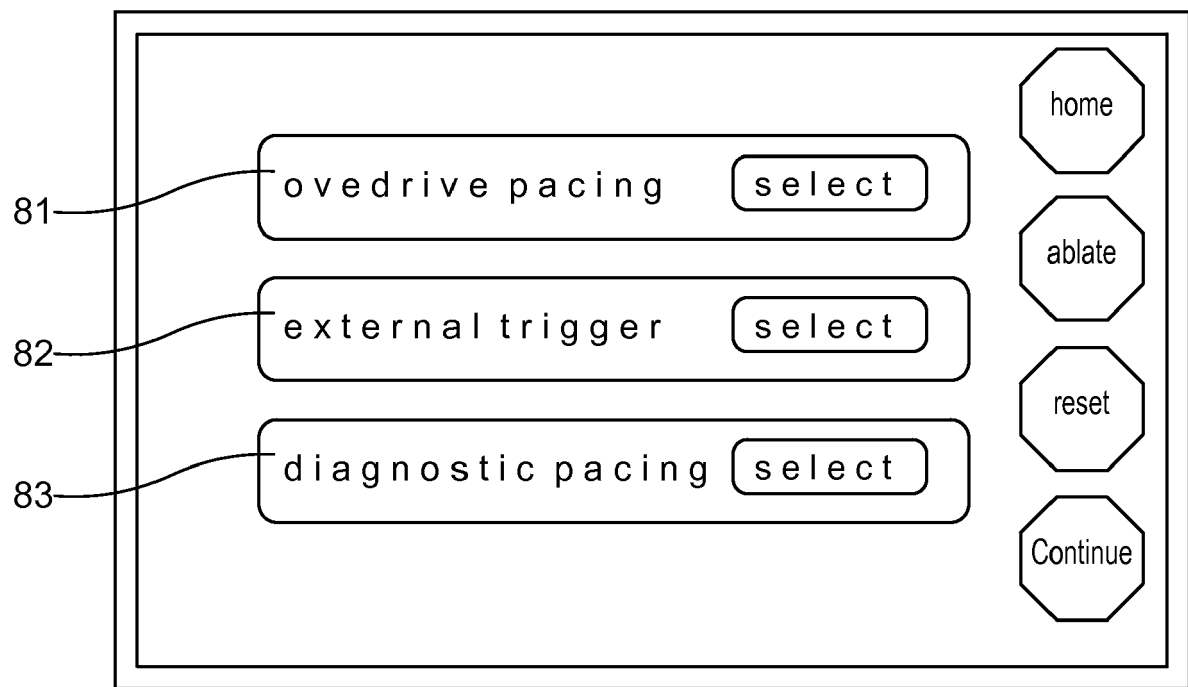 home
81
ovedrive pacing select
ablate
82
external trigger select
reset
83
diagnostic pacing select
Continue